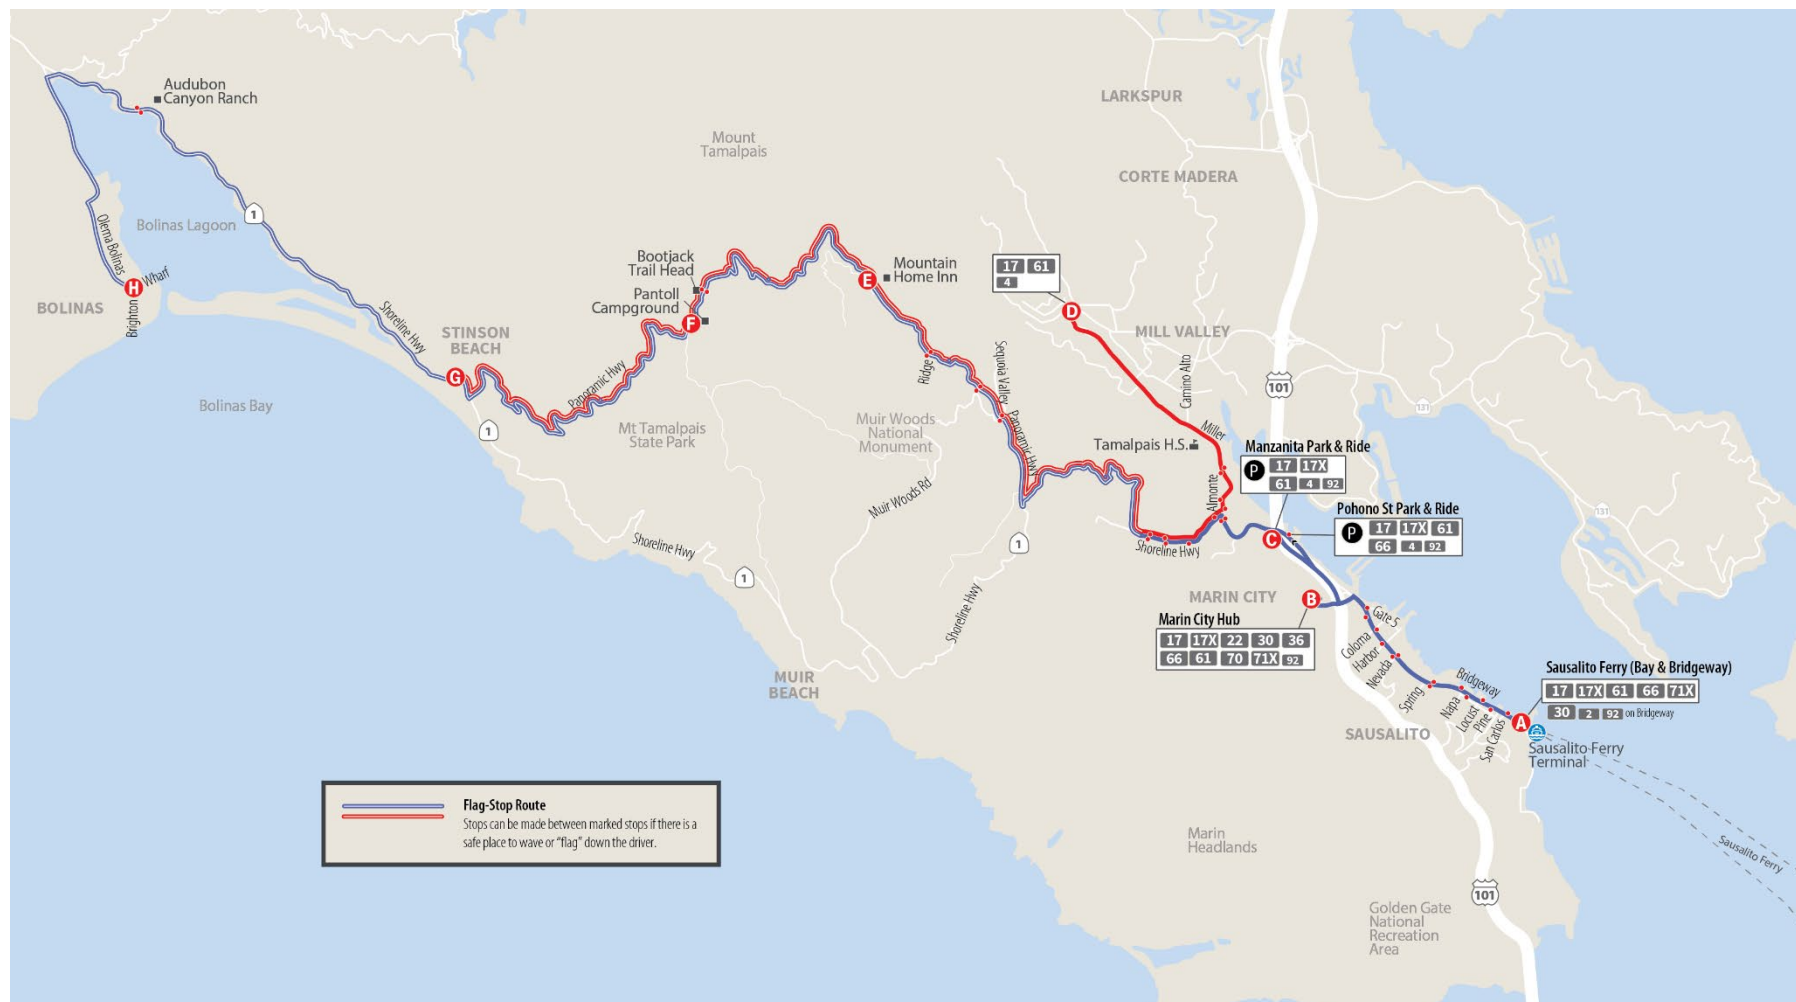 Audubon
Canyon Ranch
LARKSPUR
Mount
Tamalpais
CORTE MADERA
1
Bolinas Lagoon
Olema Bolinas
Wharf
H
Brighton
BOLINAS
Bootjack
Trail Head
Pantoll
Campground
F
E
Mountain
Home Inn
17 61
4
D
MILL VALLEY
Shoreline Hwy
STINSON
BEACH
G
Panoramic Hwy
Ridge
Sequoia Valley
Camino Alto
101
131
Bolinas Bay
1
Mt Tamalpais
State Park
Muir Woods
National
Monument
Panoramic Hwy
Miller
Tamalpais H.S.
Manzanita Park & Ride
P 17 17X
61 4 92
Almonte
Muir Woods Rd
Pohono St Park & Ride
P 17 17X 61
66 4 92
131
Shoreline Hwy
1
Shoreline Hwy
C
1
MARIN CITY
B
Marin City Hub
17 17X 22 30 36
66 61 70 71X 92
Shoreline Hwy
Gate 5
Coloma
Harbor
Nevada
Spring
Bridgeway
Napa
Locust
Pine
San Carlos
MUIR
BEACH
Sausalito Ferry (Bay & Bridgeway)
17 17X 61 66 71X
30 2 92 on Bridgeway
A
SAUSALITO
Sausalito Ferry
Terminal
Flag-Stop Route
Stops can be made between marked stops if there is a
safe place to wave or “flag” down the driver.
Marin
Headlands
Sausalito Ferry
101
Golden Gate
National
Recreation
Area